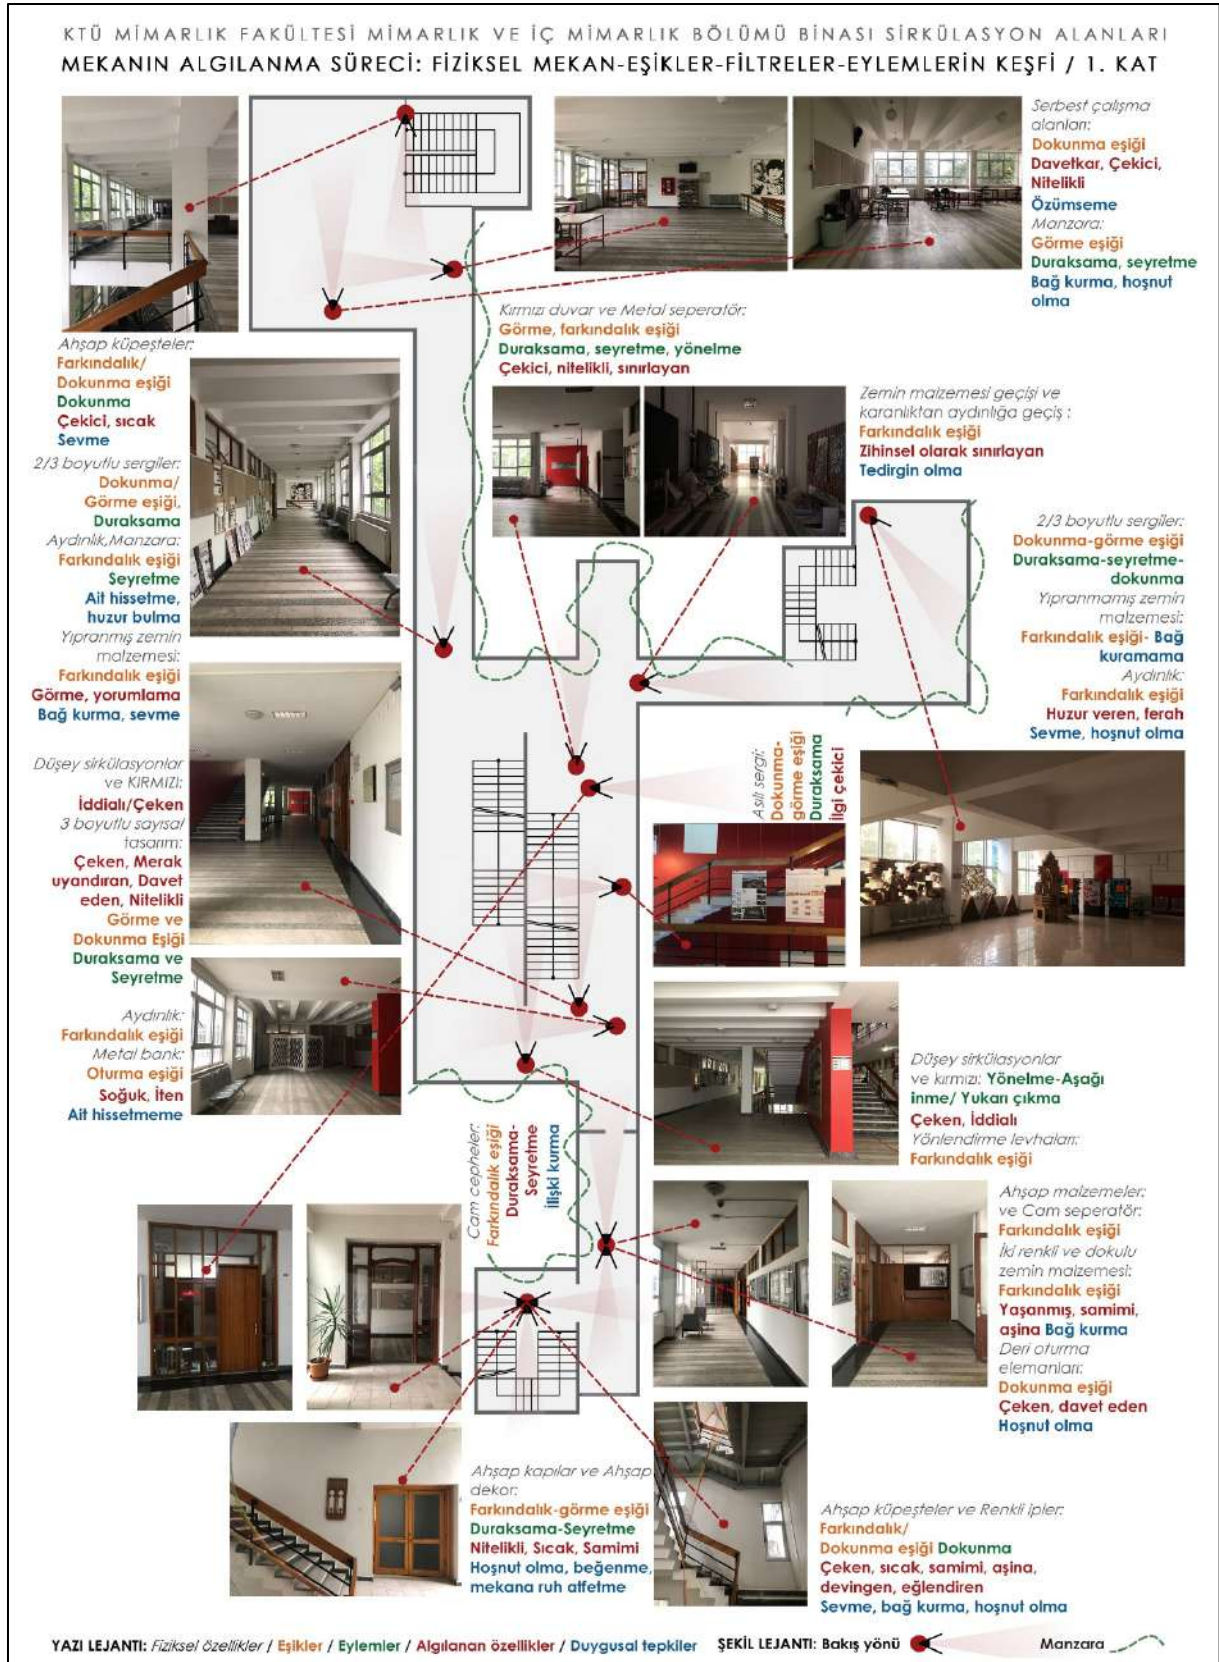 KTÜ MİMARLIK FAKÜLTESİ MİMARLIK VE İÇ MİMARLIK BÖLÜMÜ BİNASI SİRKÜLASYON ALANLARI
MEKANIN ALGILANMA SÜRECİ: FİZİKSEL MEKAN-EŞİKLER-FİLTRELER-EYLEMLERİN KEŞFİ / 1. KAT
Serbest çalışma
alanları:
Dokunma eşiği
Davetkar, Çekici,
Nitelikli
Özümseme
Manzara:
Görme eşiği
Duraksama, seyretme
Bağ kurma, hoşnut
olma
Kırmızı duvar ve Metal seperatör:
Görme, farkındalık eşiği
Duraksama, seyretme, yönelme
Çekici, nitelikli, sınırlayan
Ahşap küpeşteler:
Farkındalık/
Dokunma eşiği
Dokunma
Çekici, sıcak
Sevme
2/3 boyutlu sergiler:
Dokunma/
Görme eşiği,
Duraksama
Aydınlık,Manzara:
Farkındalık eşiği
Seyretme
Ait hissetme,
huzur bulma
Yıpranmış zemin
malzemesi:
Farkındalık eşiği
Görme, yorumlama
Bağ kurma, sevme
Zemin malzemesi geçişi ve
karanlıktan aydınlığa geçiş :
Farkındalık eşiği
Zihinsel olarak sınırlayan
Tedirgin olma
2/3 boyutlu sergiler:
Dokunma-görme eşiği
Duraksama-seyretme-
dokunma
Yıpranmamış zemin
malzemesi:
Farkındalık eşiği- Bağ
kuramama
Aydınlık:
Farkındalık eşiği
Huzur veren, ferah
Sevme, hoşnut olma
Düşey sirkülasyonlar
ve KIRMIZI:
İddialı/Çeken
3 boyutlu sayısal
tasarım:
Çeken, Merak
uyandıran, Davet
eden, Nitelikli
Görme ve
Dokunma Eşiği
Duraksama ve
Seyretme
Asılı sergi:
Dokunma-
görme eşiği
Duraksama
İlgi çekici
Aydınlık:
Farkındalık eşiği
Metal bank:
Oturma eşiği
Soğuk, İten
Ait hissetmeme
Düşey sirkülasyonlar
ve kırmızı: Yönelme-Aşağı
inme/ Yukarı çıkma
Çeken, İddialı
Yönlendirme levhaları:
Farkındalık eşiği
Cam cepheler:
Farkındalık eşiği
Duraksama-
Seyretme
İlişki kurma
Ahşap malzemeler
ve Cam seperatör:
Farkındalık eşiği
İki renkli ve dokulu
zemin malzemesi:
Farkındalık eşiği
Yaşanmış, samimi,
aşina Bağ kurma
Deri oturma
elemanları:
Dokunma eşiği
Çeken, davet eden
Hoşnut olma
Ahşap kapılar ve Ahşap
dekor:
Farkındalık-görme eşiği
Duraksama-Seyretme
Nitelikli, Sıcak, Samimi
Hoşnut olma, beğenme,
mekana ruh atfetme
Ahşap küpeşteler ve Renkli ipler:
Farkındalık/
Dokunma eşiği Dokunma
Çeken, sıcak, samimi, aşina,
devingen, eğlendiren
Sevme, bağ kurma, hoşnut olma
YAZI LEJANTI: Fiziksel özellikler / Eşikler / Eylemler / Algılanan özellikler / Duygusal tepkiler ŞEKİL LEJANTI: Bakış yönü Manzara